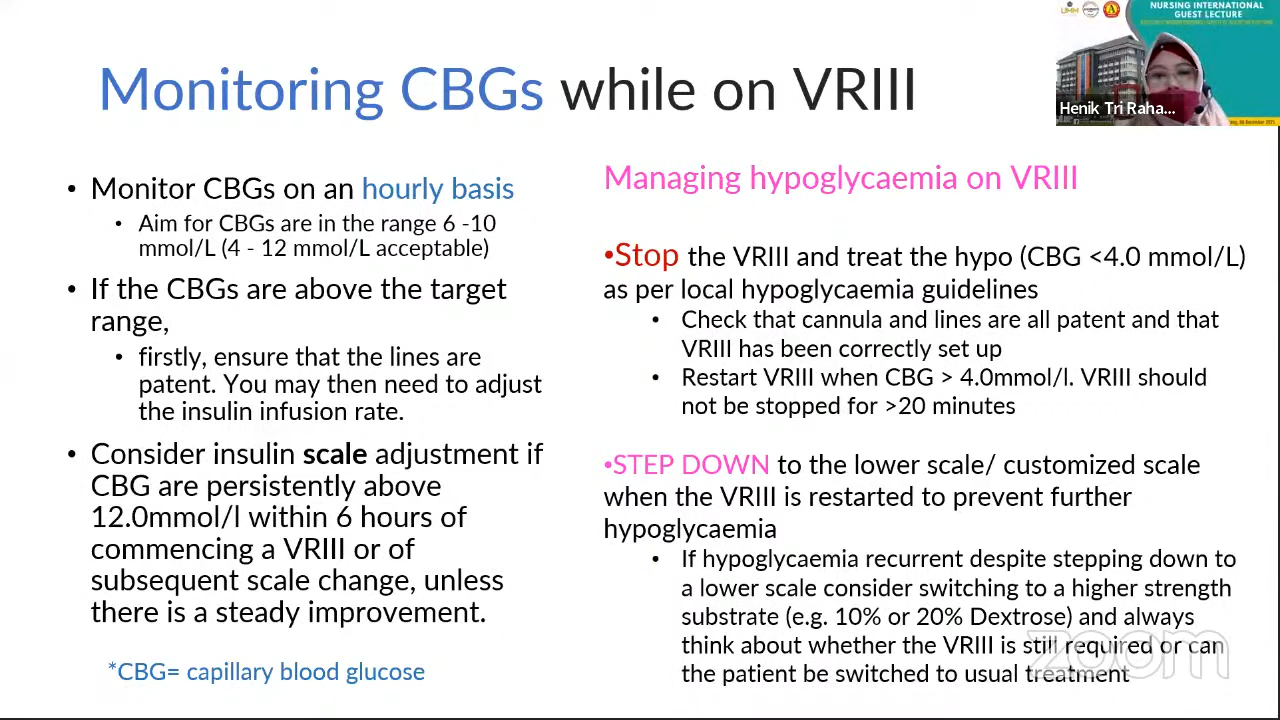 Monitoring CBGs while on VRIII
• Monitor CBGs on an hourly basis
• Aim for CBGs are in the range 6 -10
mmol/L (4 - 12 mmol/L acceptable)
• If the CBGs are above the target
range,
• firstly, ensure that the lines are
patent. You may then need to adjust
the insulin infusion rate.
• Consider insulin scale adjustment if
CBG are persistently above
12.0mmol/l within 6 hours of
commencing a VRIII or of
subsequent scale change, unless
there is a steady improvement.
*CBG= capillary blood glucose
Managing hypoglycaemia on VRIII
•Stop the VRIII and treat the hypo (CBG <4.0 mmol/L)
as per local hypoglycaemia guidelines
• Check that cannula and lines are all patent and that
VRIII has been correctly set up
• Restart VRIII when CBG > 4.0mmol/l. VRIII should
not be stopped for >20 minutes
•STEP DOWN to the lower scale/ customized scale
when the VRIII is restarted to prevent further
hypoglycaemia
• If hypoglycaemia recurrent despite stepping down to
a lower scale consider switching to a higher strength
substrate (e.g. 10% or 20% Dextrose) and always
think about whether the VRIII is still required or can
the patient be switched to usual treatment
NURSING INTERNATIONAL
GUEST LECTURE
UMM
Henik Tri Raha...
zoom